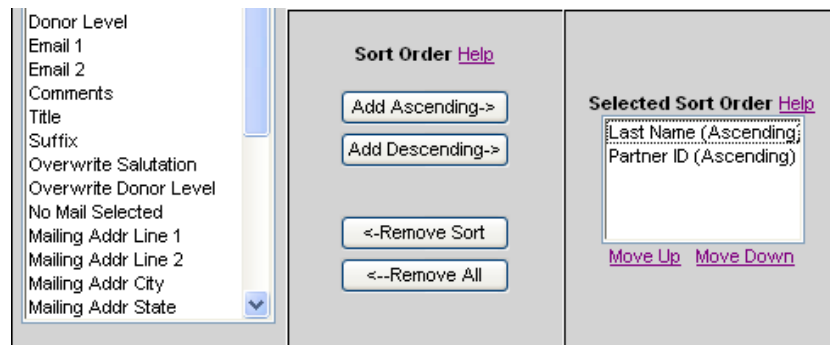 Donor Level
Email 1
Email 2
Comments
Title
Suffix
Overwrite Salutation
Overwrite Donor Level
No Mail Selected
Mailing Addr Line 1
Mailing Addr Line 2
Mailing Addr City
Mailing Addr State
Sort Order Help
Add Ascending->
Add Descending->
<-Remove Sort
<--Remove All
Selected Sort Order Help
Last Name (Ascending)
Partner ID (Ascending)
Move Up Move Down